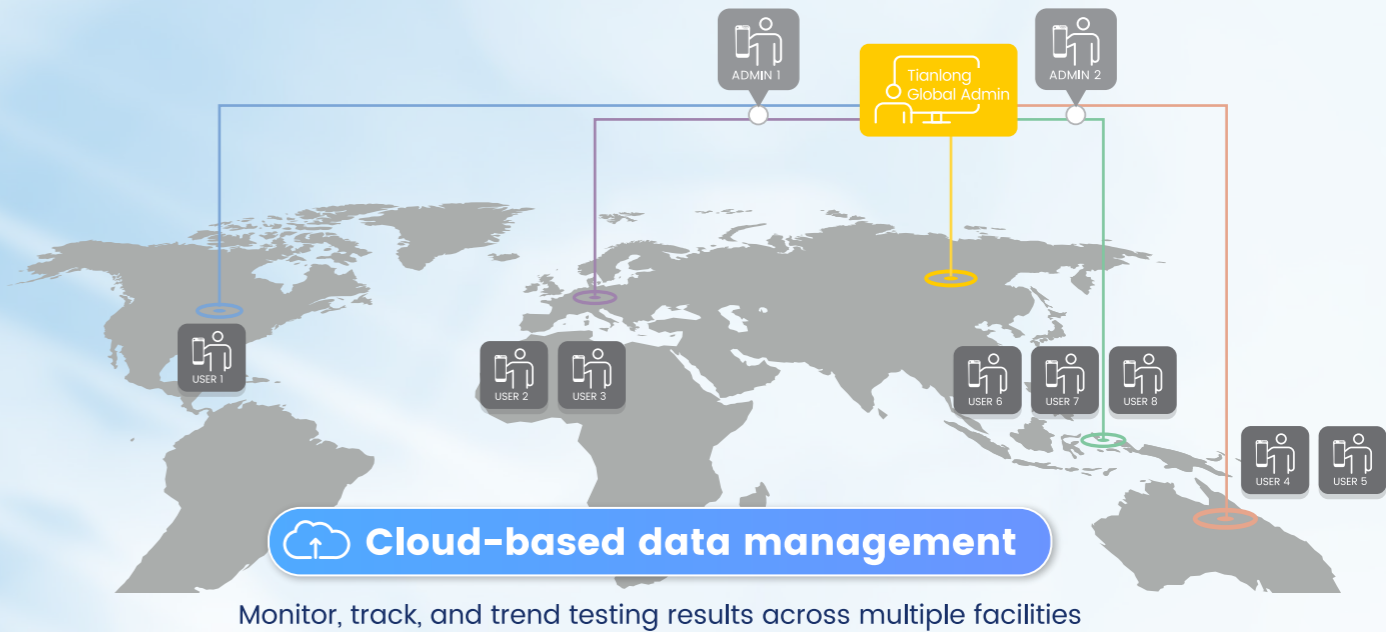 ADMIN 1
Tianlong
Global Admin
ADMIN 2
USER 1
USER 2
USER 3
USER 6
USER 7
USER 8
USER 4
USER 5
Cloud-based data management
Monitor, track, and trend testing results across multiple facilities